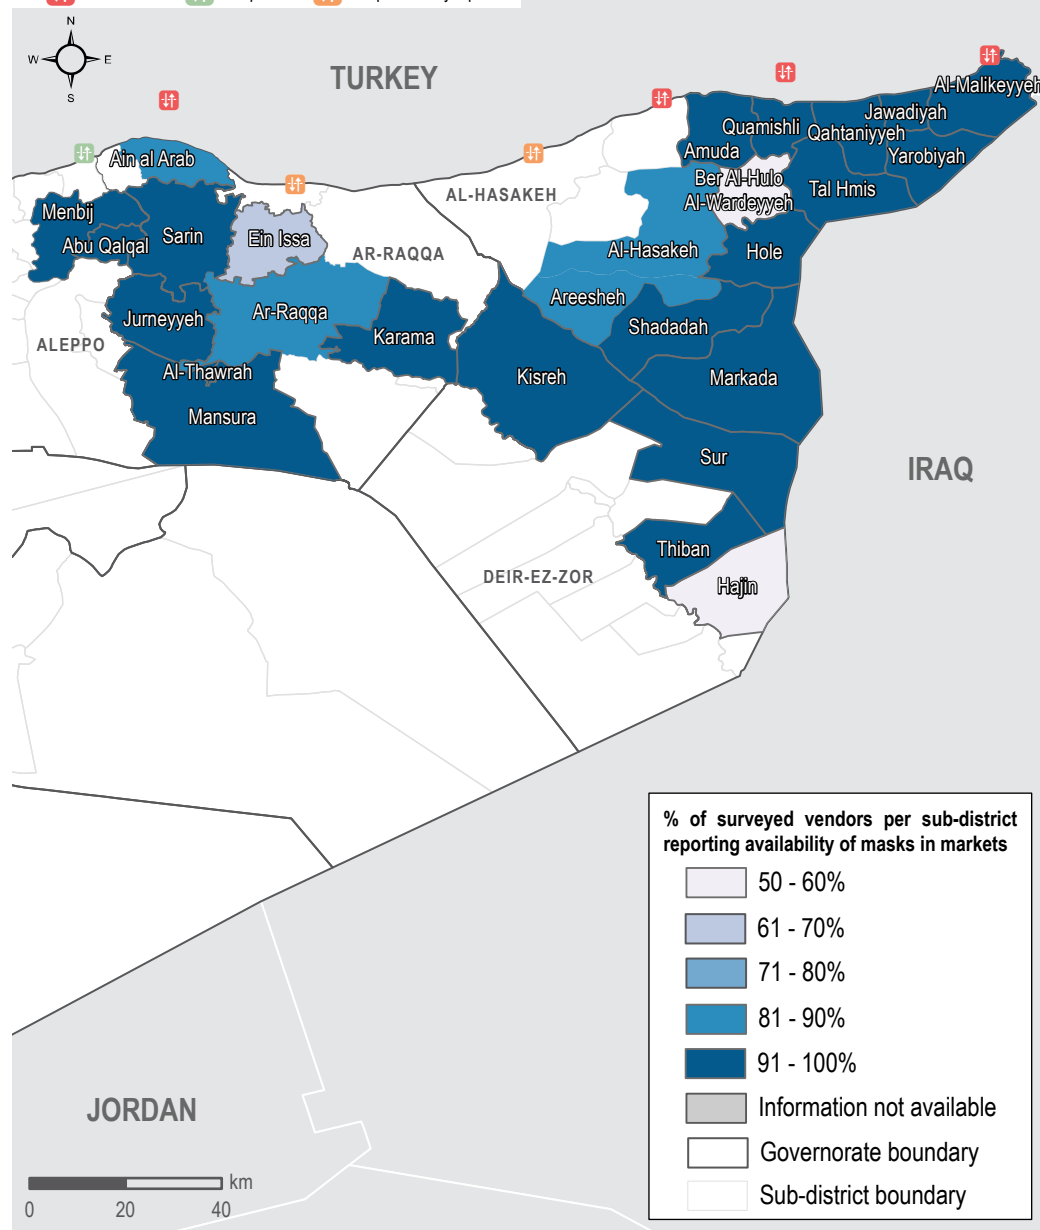 N
W
E
S
TURKEY
Al-Malikeyyeh
Jawadiyah
Quamishli
Qahtaniyyeh
Amuda
Yarobiyah
Ain al Arab
Ber Al-Hulo
Al-Wardeyyeh
Tal Hmis
AL-HASAKEH
Menbij
Abu Qalqal
Sarin
Ein Issa
AR-RAQQA
Al-Hasakeh
Hole
Areesheh
Jurneyyeh
Ar-Raqqa
Karama
Shadadah
ALEPPO
Al-Thawrah
Kisreh
Markada
Mansura
Sur
IRAQ
Thiban
DEIR-EZ-ZOR
Hajin
% of surveyed vendors per sub-district
reporting availability of masks in markets
50 - 60%
61 - 70%
71 - 80%
81 - 90%
91 - 100%
Information not available
Governorate boundary
Sub-district boundary
JORDAN
km
0 20 40